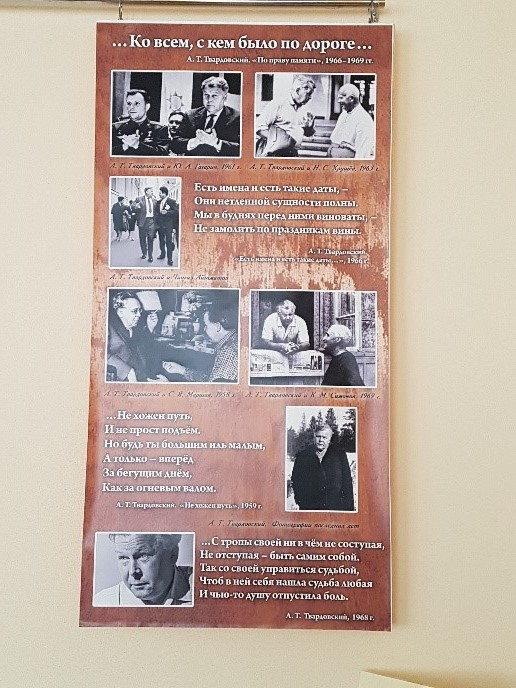 ...Ко всем, с кем было по дороге...
А. Т. Твардовский, «По праву памяти», 1966–1969 гг.
А. Т. Твардовский и Ю. А. Гагарин, 1961 г.
А. Т. Твардовский и Н. С. Хрущёв, 1963 г.
Есть имена и есть такие даты, –
Они нетленной сущности полны.
Мы в буднях перед ними виноваты, –
Не замолить по праздникам вины.
А. Т. Твардовский,
«Есть имена и есть такие даты...», 1966 г.
А. Т. Твардовский и Чингиз Айтматов
А. Т. Твардовский и С. Я. Маршак, 1958 г.
А. Т. Твардовский и К. М. Симонов, 1969 г.
...Не хожен путь,
И не прост подъём.
Но будь ты большим иль малым,
А только – вперёд
За бегущим днём,
Как за огневым валом.
А. Т. Твардовский, «Не хожен путь», 1959 г.
А. Т. Твардовский. Фотографии последних лет
...С тропы своей ни в чём не соступая,
Не отступая – быть самим собой.
Так со своей управиться судьбой,
Чтоб в ней себя нашла судьба любая
И чью-то душу отпустила боль.
А. Т. Твардовский, 1968 г.